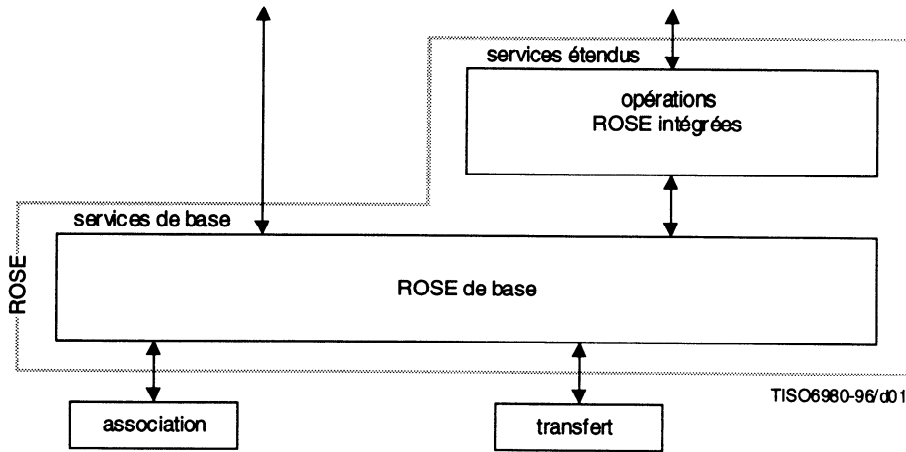 services étendus
opérations
ROSE intégrées
services de base
ROSE
ROSE de base
TISO6980-96/d01
association
transfert